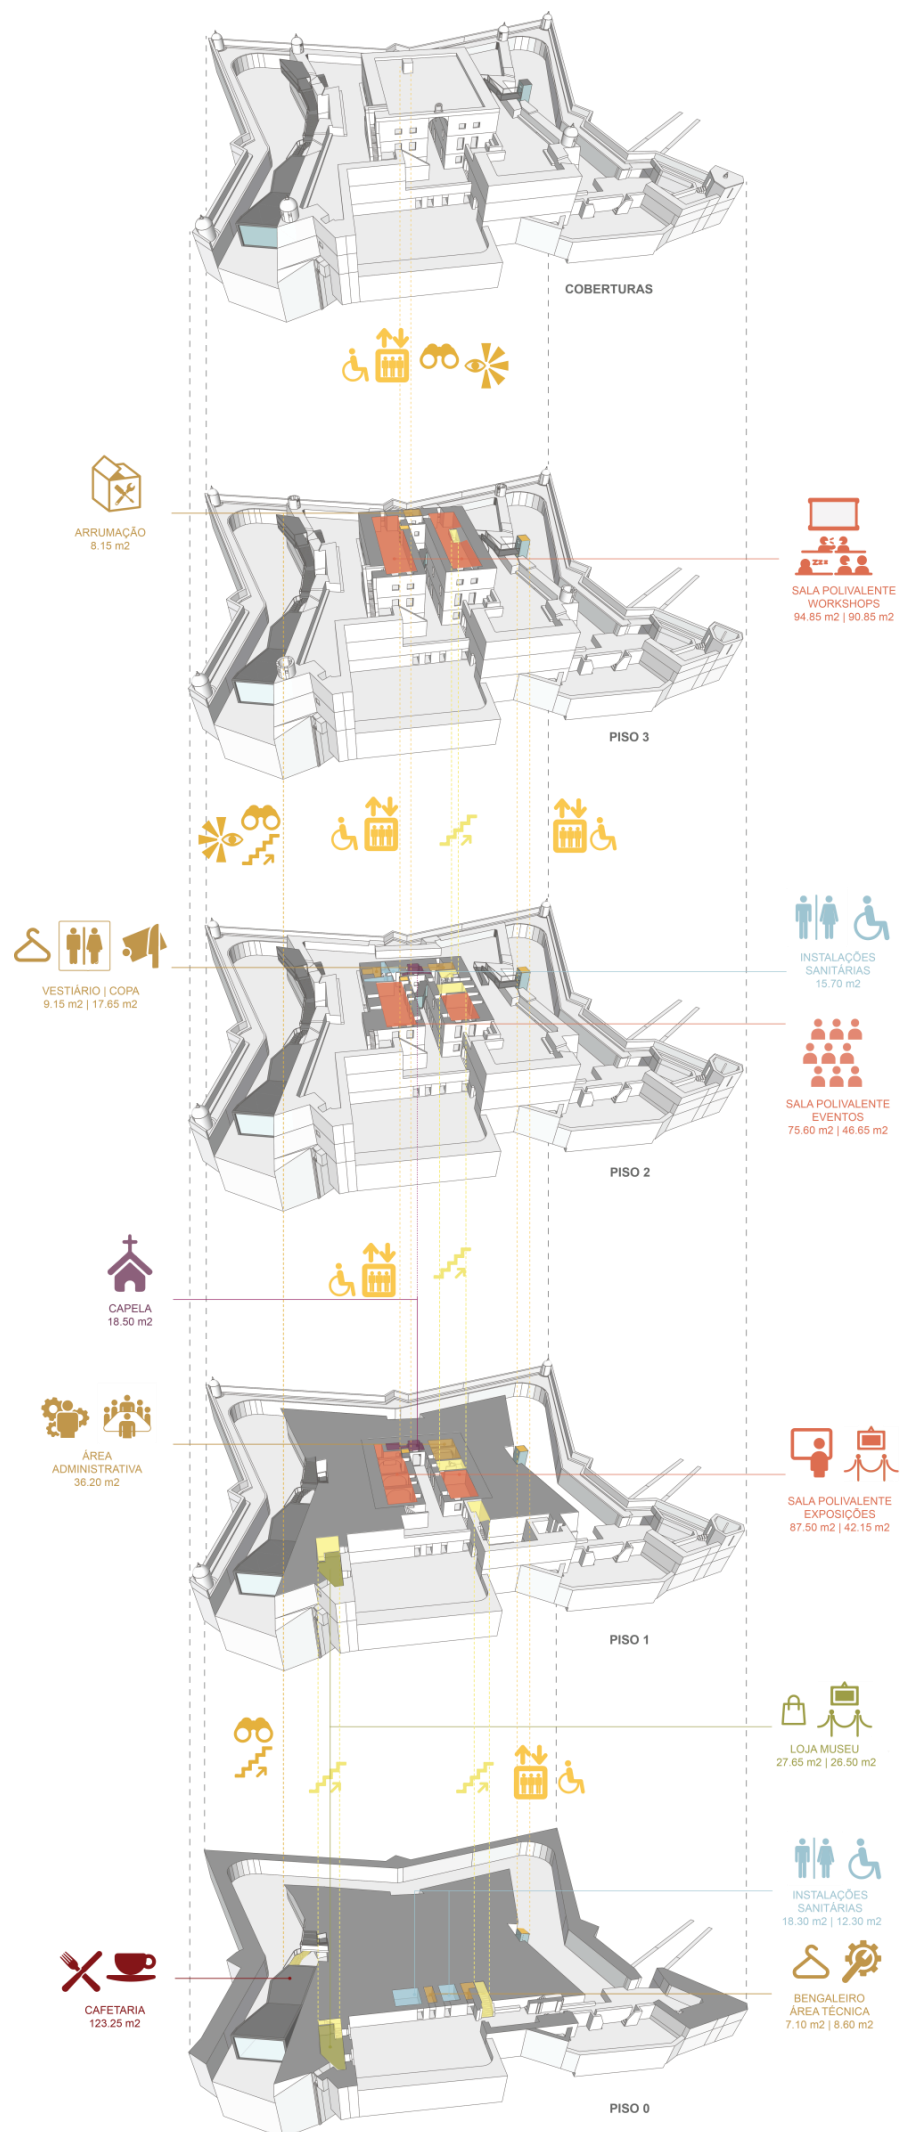 COBERTURAS
ARRUMAÇÃO
8.15 m2
SALA POLIVALENTE
WORKSHOPS
94.85 m2 | 90.85 m2
PISO 3
VESTIÁRIO | COPA
9.15 m2 | 17.65 m2
INSTALAÇÕES
SANITÁRIAS
15.70 m2
SALA POLIVALENTE
EVENTOS
75.60 m2 | 46.65 m2
PISO 2
CAPELA
18.50 m2
ÁREA
ADMINISTRATIVA
36.20 m2
SALA POLIVALENTE
EXPOSIÇÕES
87.50 m2 | 42.15 m2
PISO 1
LOJA MUSEU
27.65 m2 | 26.50 m2
INSTALAÇÕES
SANITÁRIAS
18.30 m2 | 12.30 m2
CAFETARIA
123.25 m2
BENGALEIRO
ÁREA TÉCNICA
7.10 m2 | 8.60 m2
PISO 0